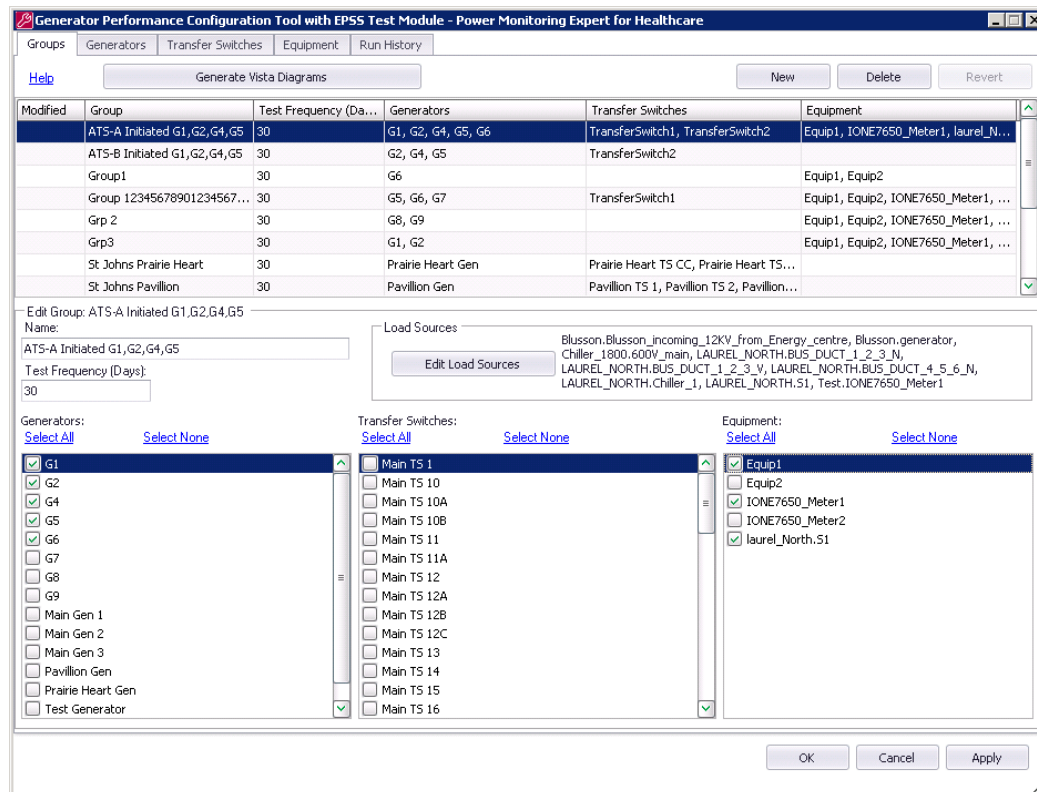 Generator Performance Configuration Tool with EPSS Test Module - Power Monitoring Expert for Healthcare
Groups Generators Transfer Switches Equipment Run History
Help Generate Vista Diagrams New Delete Revert
Modified Group Test Frequency (Da... Generators Transfer Switches Equipment
ATS-A Initiated G1,G2,G4,G5 30 G1, G2, G4, G5, G6 TransferSwitch1, TransferSwitch2 Equip1, IONE7650_Meter1, laurel_N...
ATS-B Initiated G1,G2,G4,G5 30 G2, G4, G5 TransferSwitch2
Group1 30 G6 Equip1, Equip2
Group 12345678901234567... 30 G5, G6, G7 TransferSwitch1 Equip1, Equip2, IONE7650_Meter1, ...
Grp 2 30 G8, G9 Equip1, Equip2, IONE7650_Meter1, ...
Grp3 30 G1, G2 Equip1, Equip2, IONE7650_Meter1, ...
St Johns Prairie Heart 30 Prairie Heart Gen Prairie Heart TS CC, Prairie Heart TS...
St Johns Pavillion 30 Pavillion Gen Pavillion TS 1, Pavillion TS 2, Pavillion...
Edit Group: ATS-A Initiated G1,G2,G4,G5
Name:
ATS-A Initiated G1,G2,G4,G5
Test Frequency (Days):
30
Load Sources
Edit Load Sources
Blusson.Blusson_incoming_12KV_from_Energy_centre, Blusson.generator,
Chiller_1800.600V_main, LAUREL_NORTH.BUS_DUCT_1_2_3_N,
LAUREL_NORTH.BUS_DUCT_1_2_3_V, LAUREL_NORTH.BUS_DUCT_4_5_6_N,
LAUREL_NORTH.Chiller_1, LAUREL_NORTH.S1, Test.IONE7650_Meter1
Generators:
Select All Select None
G1
G2
G4
G5
G6
G7
G8
G9
Main Gen 1
Main Gen 2
Main Gen 3
Pavillion Gen
Prairie Heart Gen
Test Generator
Transfer Switches:
Select All Select None
Main TS 1
Main TS 10
Main TS 10A
Main TS 10B
Main TS 11
Main TS 11A
Main TS 12
Main TS 12A
Main TS 12B
Main TS 12C
Main TS 13
Main TS 14
Main TS 15
Main TS 16
Equipment:
Select All Select None
Equip1
Equip2
IONE7650_Meter1
IONE7650_Meter2
laurel_North.S1
OK Cancel Apply